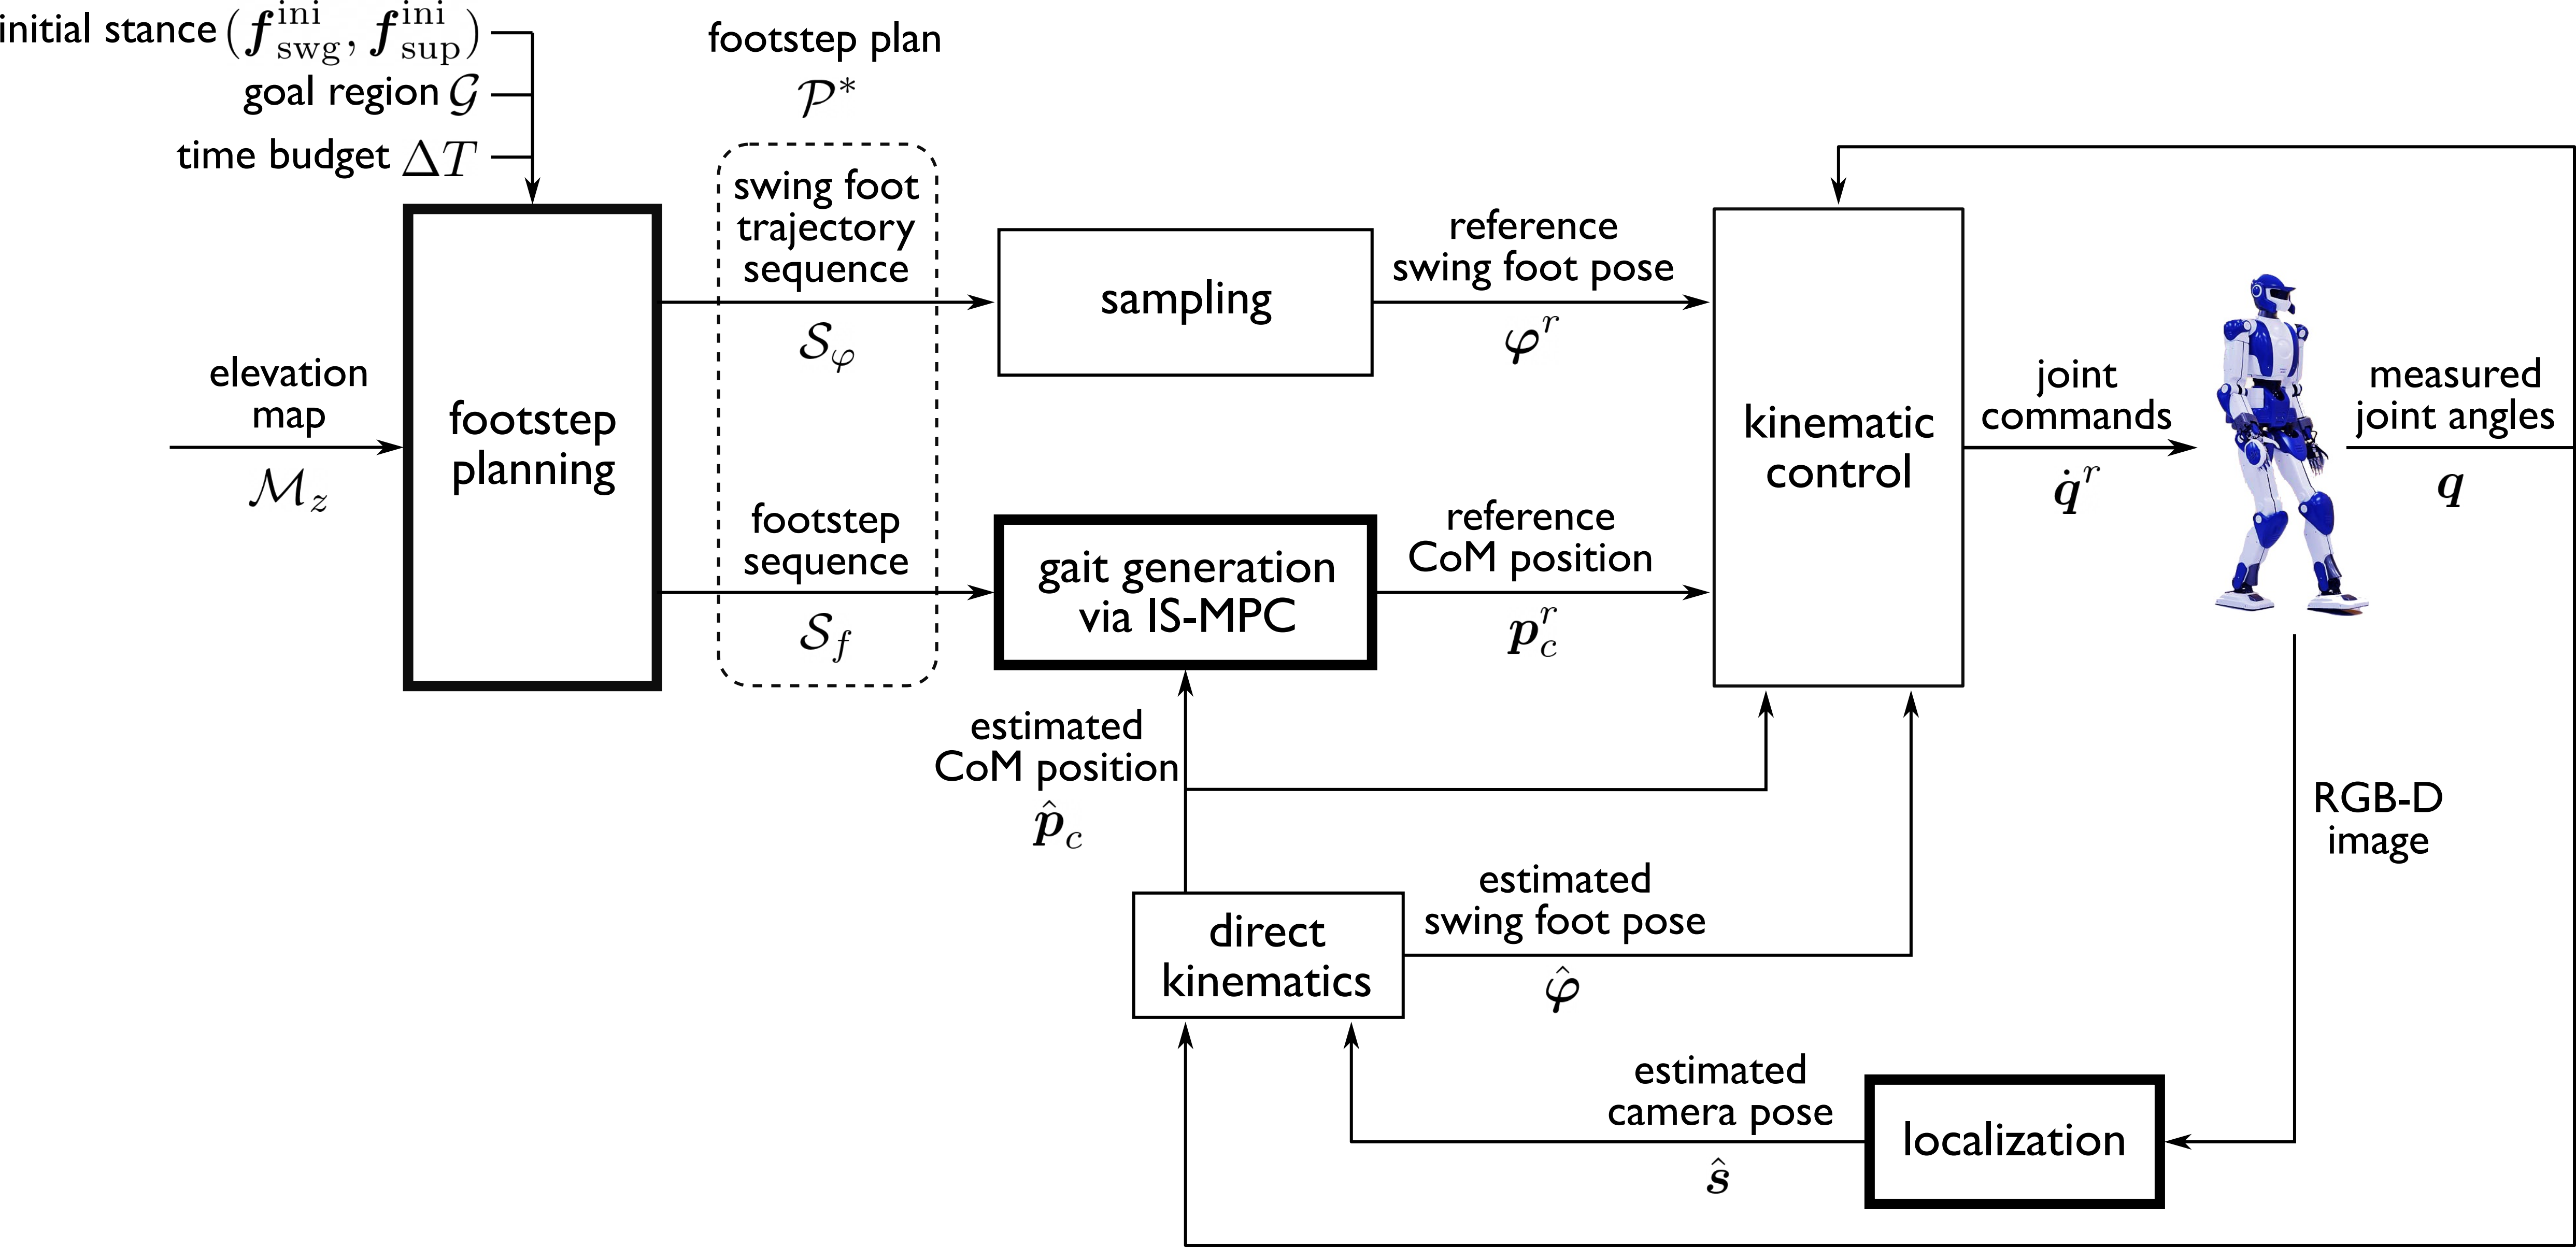 initial stance (f_swg^ini, f_sup^ini)
goal region 𝒢
time budget ΔT
footstep plan
𝒫*
swing foot
trajectory
sequence
𝒮_φ
sampling
reference
swing foot pose
φ^r
elevation
map
ℳ_z
footstep
planning
footstep
sequence
𝒮_f
gait generation
via IS-MPC
reference
CoM position
p_c^r
kinematic
control
joint
commands
q̇^r
measured
joint angles
q
estimated
CoM position
p̂_c
direct
kinematics
estimated
swing foot pose
φ̂
RGB-D
image
estimated
camera pose
ŝ
localization